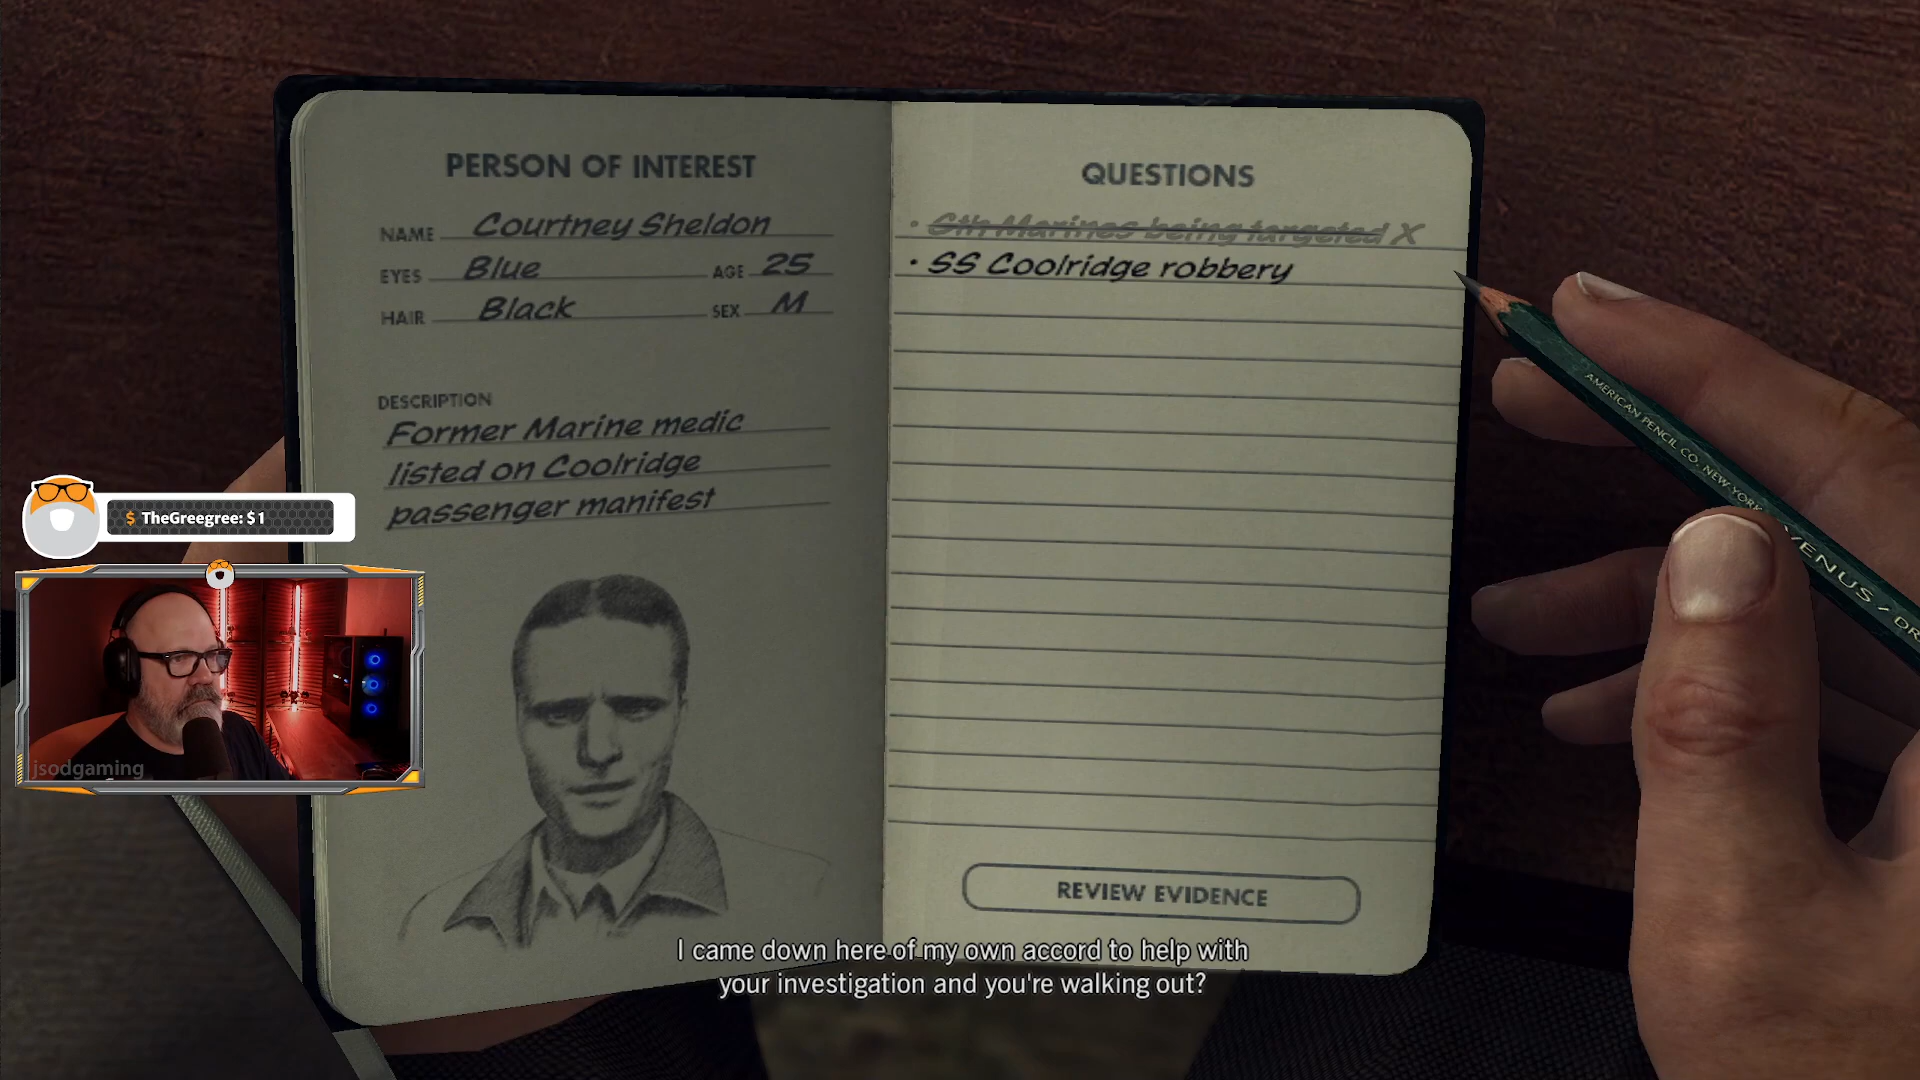 PERSON OF INTEREST
NAME Courtney Sheldon
EYES Blue AGE 25
HAIR Black SEX M
DESCRIPTION
Former Marine medic
listed on Coolridge
passenger manifest
QUESTIONS
• 6th Marines being targeted X
• SS Coolridge robbery
REVIEW EVIDENCE
AMERICAN PENCIL CO. NEW YORK
VENUS / DR
$ TheGreegree: $1
jsodgaming
I came down here of my own accord to help with
your investigation and you're walking out?